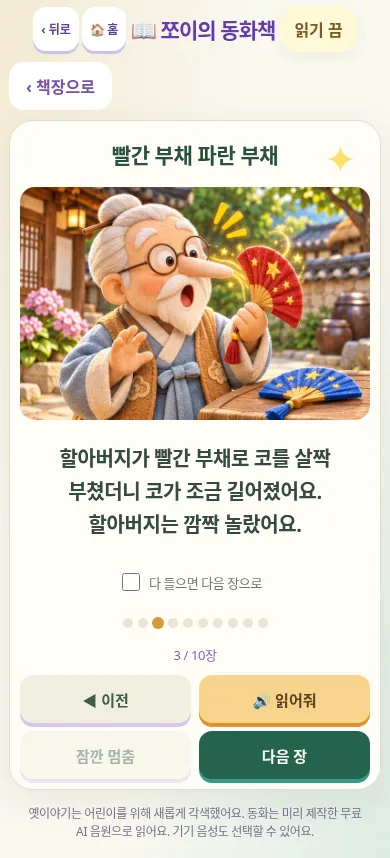 ‹ 뒤로 🏠 홈 📖 쪼이의 동화책 읽기 끔
‹ 책장으로
빨간 부채 파란 부채
할아버지가 빨간 부채로 코를 살짝
부쳤더니 코가 조금 길어졌어요.
할아버지는 깜짝 놀랐어요.
다 들으면 다음 장으로
3 / 10장
◀ 이전 🔊 읽어줘
잠깐 멈춤 다음 장
옛이야기는 어린이를 위해 새롭게 각색했어요. 동화는 미리 제작한 무료
AI 음원으로 읽어요. 기기 음성도 선택할 수 있어요.